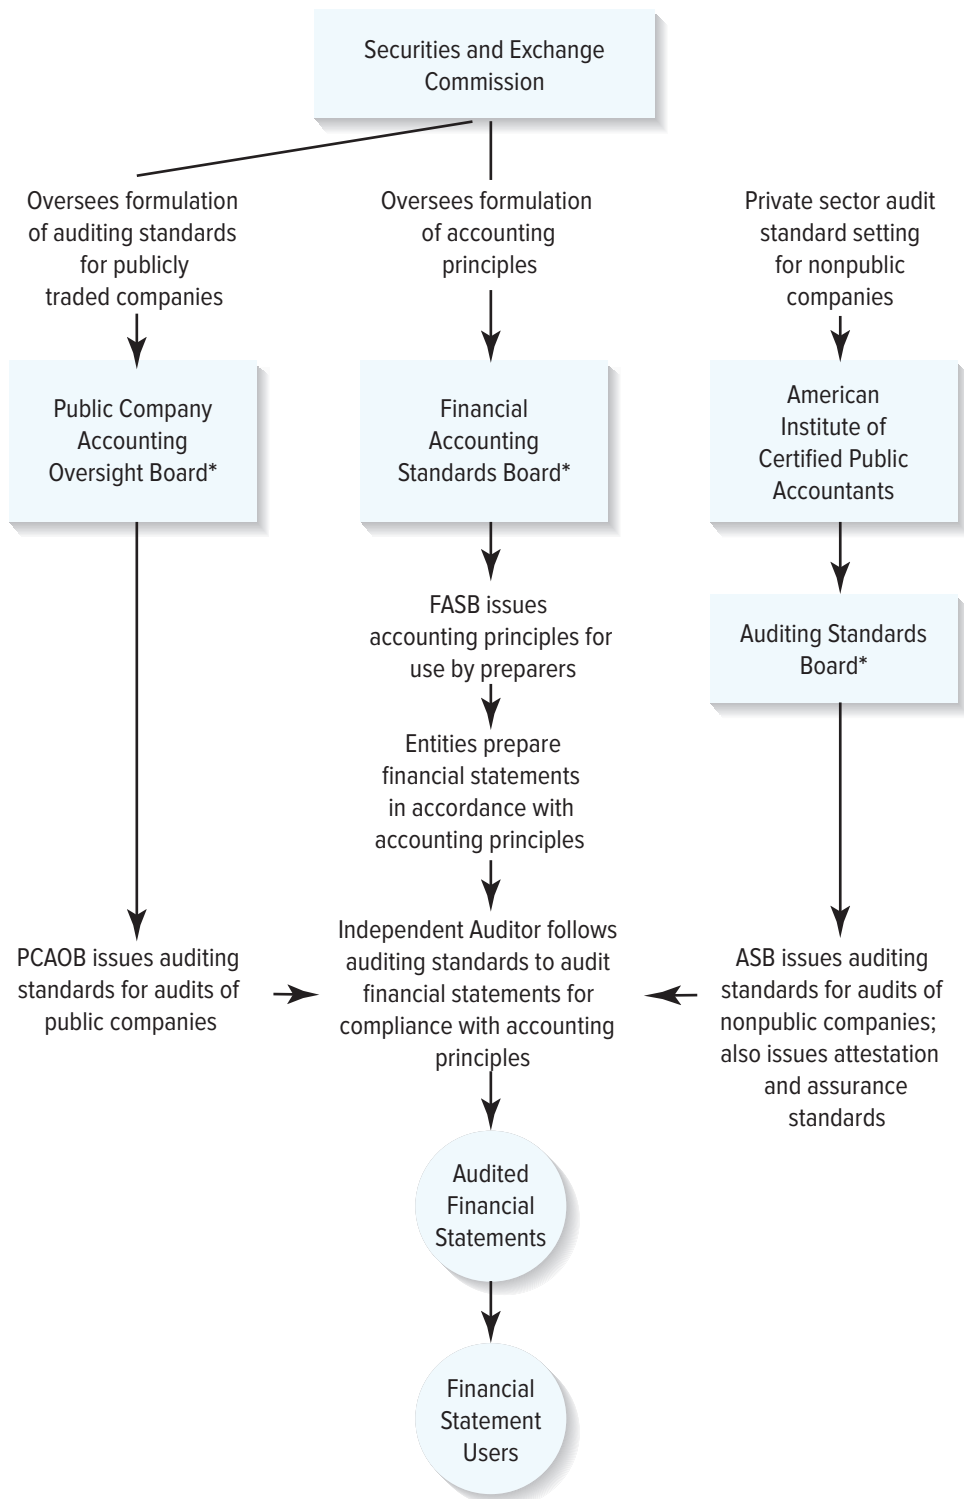 Securities and Exchange
Commission
Oversees formulation
of auditing standards
for publicly
traded companies
Oversees formulation
of accounting
principles
Private sector audit
standard setting
for nonpublic
companies
Public Company
Accounting
Oversight Board*
Financial
Accounting
Standards Board*
American
Institute of
Certified Public
Accountants
FASB issues
accounting principles for
use by preparers
Auditing Standards
Board*
Entities prepare
financial statements
in accordance with
accounting principles
PCAOB issues auditing
standards for audits of
public companies
Independent Auditor follows
auditing standards to audit
financial statements for
compliance with accounting
principles
ASB issues auditing
standards for audits of
nonpublic companies;
also issues attestation
and assurance
standards
Audited
Financial
Statements
Financial
Statement
Users